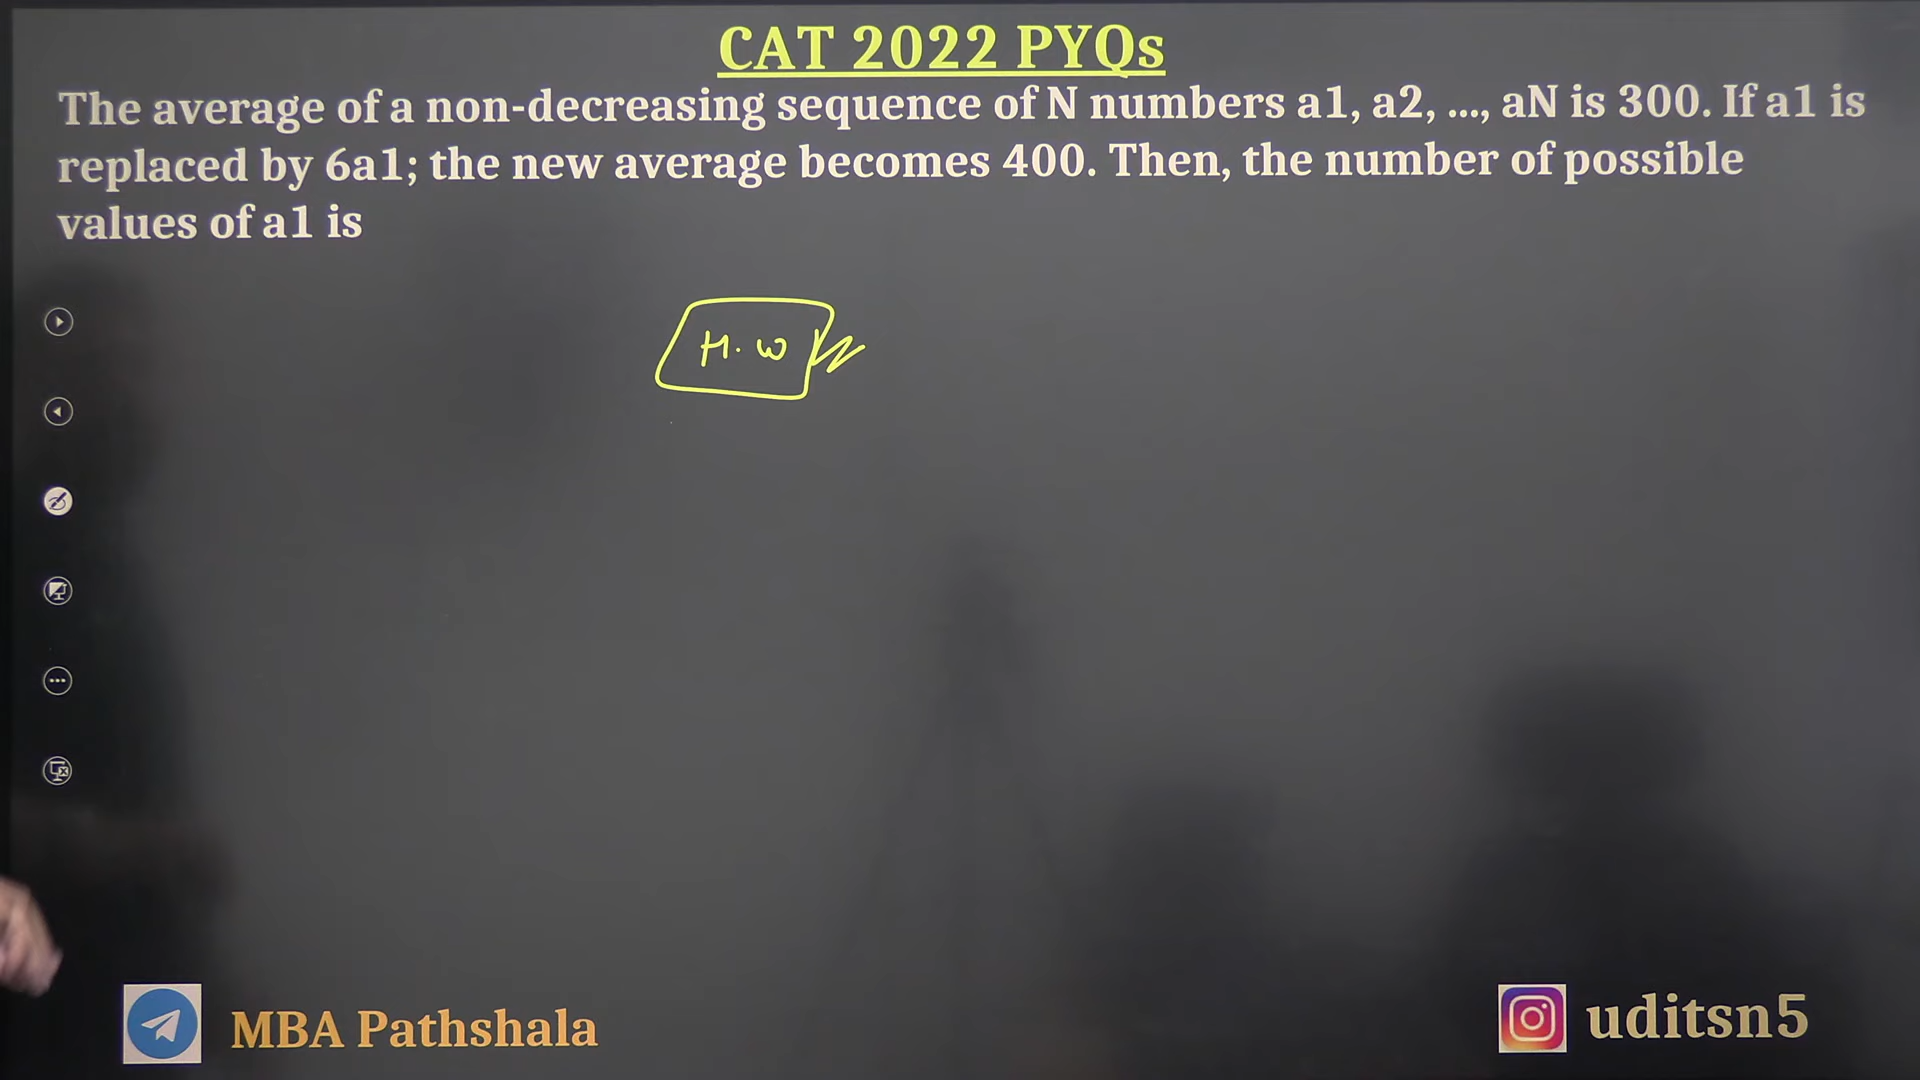 CAT 2022 PYQs
The average of a non-decreasing sequence of N numbers a1, a2, ..., aN is 300. If a1 is
replaced by 6a1; the new average becomes 400. Then, the number of possible
values of a1 is
H.W
MBA Pathshala
uditsn5